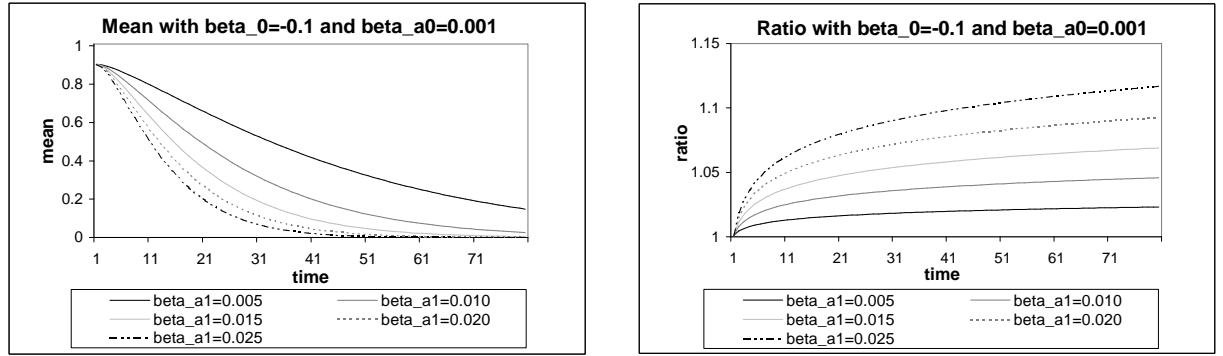 Mean with beta_0=-0.1 and beta_a0=0.001
1
0.8
0.6
0.4
0.2
0
mean
1 11 21 31 41 51 61 71
time
beta_a1=0.005 beta_a1=0.010
beta_a1=0.015 beta_a1=0.020
beta_a1=0.025
Ratio with beta_0=-0.1 and beta_a0=0.001
1.15
1.1
1.05
1
ratio
1 11 21 31 41 51 61 71
time
beta_a1=0.005 beta_a1=0.010
beta_a1=0.015 beta_a1=0.020
beta_a1=0.025